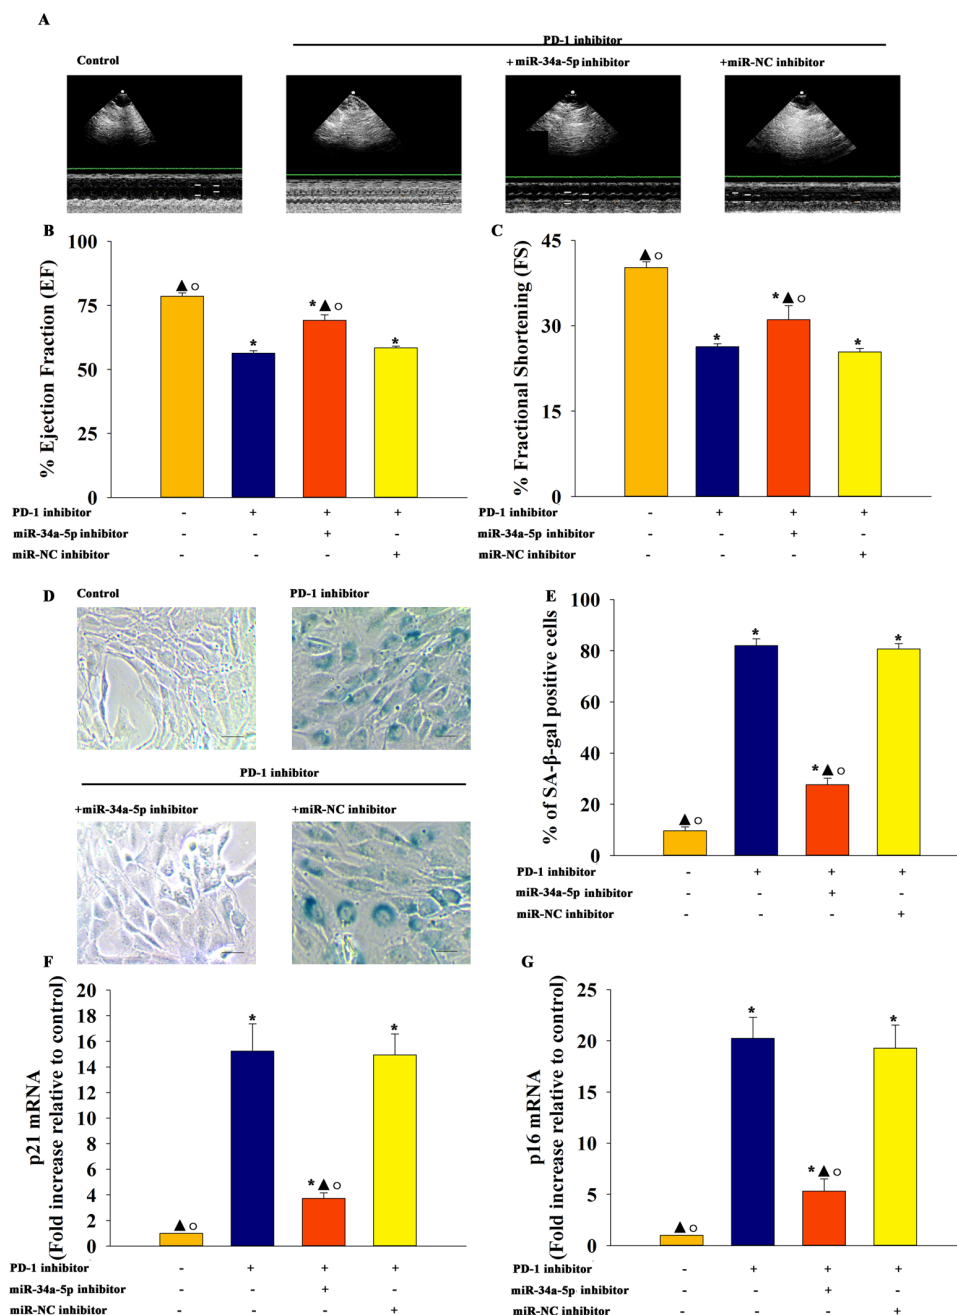 A
PD-1 inhibitor
Control
+miR-34a-5p inhibitor
+miR-NC inhibitor
B
% Ejection Fraction (EF)
100
75
50
25
0
▲ ○
*
* ▲ ○
*
PD-1 inhibitor - + + +
miR-34a-5p inhibitor - - + -
miR-NC inhibitor - - - +
C
% Fractional Shortening (FS)
45
30
15
0
▲ ○
*
* ▲ ○
*
PD-1 inhibitor - + + +
miR-34a-5p inhibitor - - + -
miR-NC inhibitor - - - +
D
Control
PD-1 inhibitor
PD-1 inhibitor
+miR-34a-5p inhibitor
+miR-NC inhibitor
E
% of SA-β-gal positive cells
100
80
60
40
20
0
▲ ○
*
* ▲ ○
*
PD-1 inhibitor - + + +
miR-34a-5p inhibitor - - + -
miR-NC inhibitor - - - +
F
p21 mRNA
(Fold increase relative to control)
20
18
16
14
12
10
8
6
4
2
0
▲ ○
*
* ▲ ○
*
PD-1 inhibitor - + + +
miR-34a-5p inhibitor - - + -
miR-NC inhibitor - - - +
G
p16 mRNA
(Fold increase relative to control)
25
20
15
10
5
0
▲ ○
*
* ▲ ○
*
PD-1 inhibitor - + + +
miR-34a-5p inhibitor - - + -
miR-NC inhibitor - - - +